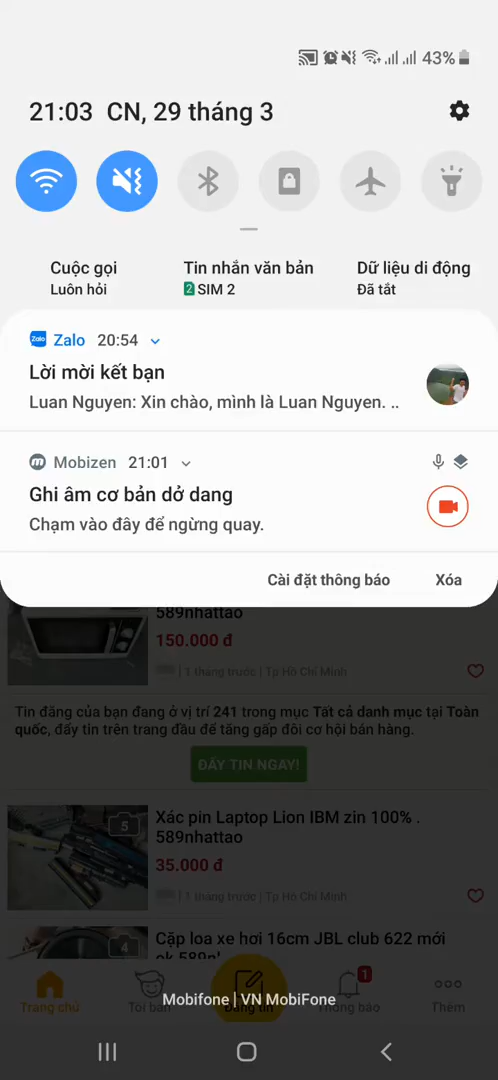 43%
21:03 CN, 29 tháng 3
Cuộc gọi
Luôn hỏi
Tin nhắn văn bản
2 SIM 2
Dữ liệu di động
Đã tắt
Zalo Zalo 20:54
Lời mời kết bạn
Luan Nguyen: Xin chào, mình là Luan Nguyen. ..
m Mobizen 21:01
Ghi âm cơ bản dở dang
Chạm vào đây để ngừng quay.
Cài đặt thông báo
Xóa
589nhattao
150.000 đ
| 1 tháng trước | Tp Hồ Chí Minh
Tin đăng của bạn đang ở vị trí 241 trong mục Tất cả danh mục tại Toàn
quốc, đẩy tin trên trang đầu để tăng gấp đôi cơ hội bán hàng.
ĐẨY TIN NGAY!
5
Xác pin Laptop Lion IBM zin 100% .
589nhattao
35.000 đ
| 1 tháng trước | Tp Hồ Chí Minh
4
Cặp loa xe hơi 16cm JBL club 622 mới
1
Mobifone | VN MobiFone
Trang chủ
Tôi bán
Đăng tin
Thông báo
Thêm